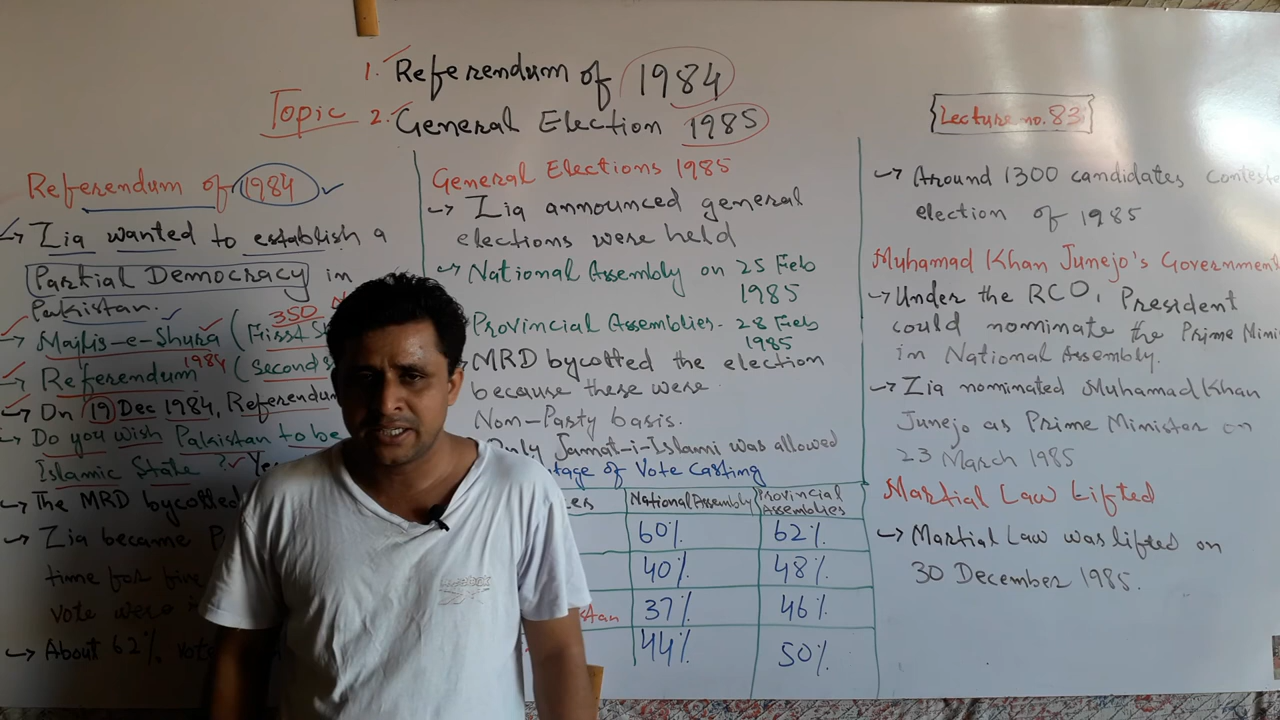 1. Referendum of 1984
Topic 2. General Election 1985
Lecture no. 83
Referendum of 1984
Zia wanted to establish a
Partial Democracy in
Pakistan.
350
Majlis-e-Shura (First
Referendum 1984 (Second
On 19 Dec 1984, Referendum
Do you wish Pakistan to be
Islamic State?
The MRD bycotted
Zia became
time for five
vote were
About 62%
General Elections 1985
Zia announced general
elections were held
National Assembly on 25 Feb
1985
Provincial Assemblies. 28 Feb
1985
MRD bycotted the election
because these were
Non-Party basis.
Only Jamat-i-Islami was allowed
of Vote Casting
National Assembly Provincial
Assemblies
60% 62%
40% 48%
37% 46%
44% 50%
Around 1300 candidates
election of 1985
Muhamad Khan Junejo's Government
Under the RCO, President
could nominate the Prime
in National Assembly.
Zia nominated Muhamad Khan
Junejo as Prime Minister on
23 March 1985
Martial Law Lifted
Martial Law was lifted on
30 December 1985.